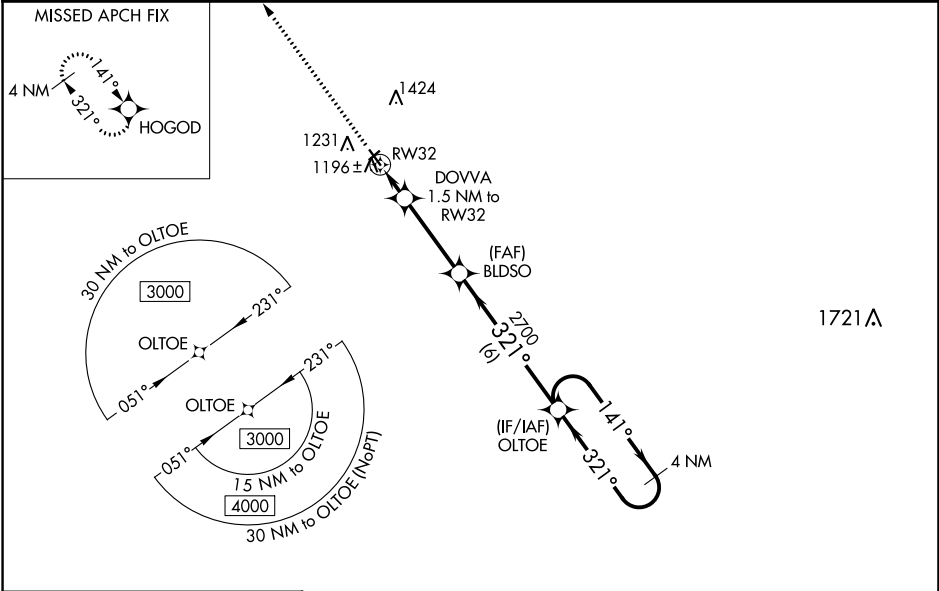 MISSED APCH FIX
4 NM
141°
321°
HOGOD
1424
1231
1196 ±
RW32
DOVVA
1.5 NM to
RW32
(FAF)
BLDSO
2700
321°
(6)
1721
30 NM to OLTOE
3000
231°
OLTOE
051°
231°
OLTOE
051°
3000
15 NM to OLTOE
4000
30 NM to OLTOE (NoPT)
(IF/IAF)
OLTOE
141°
321°
4 NM